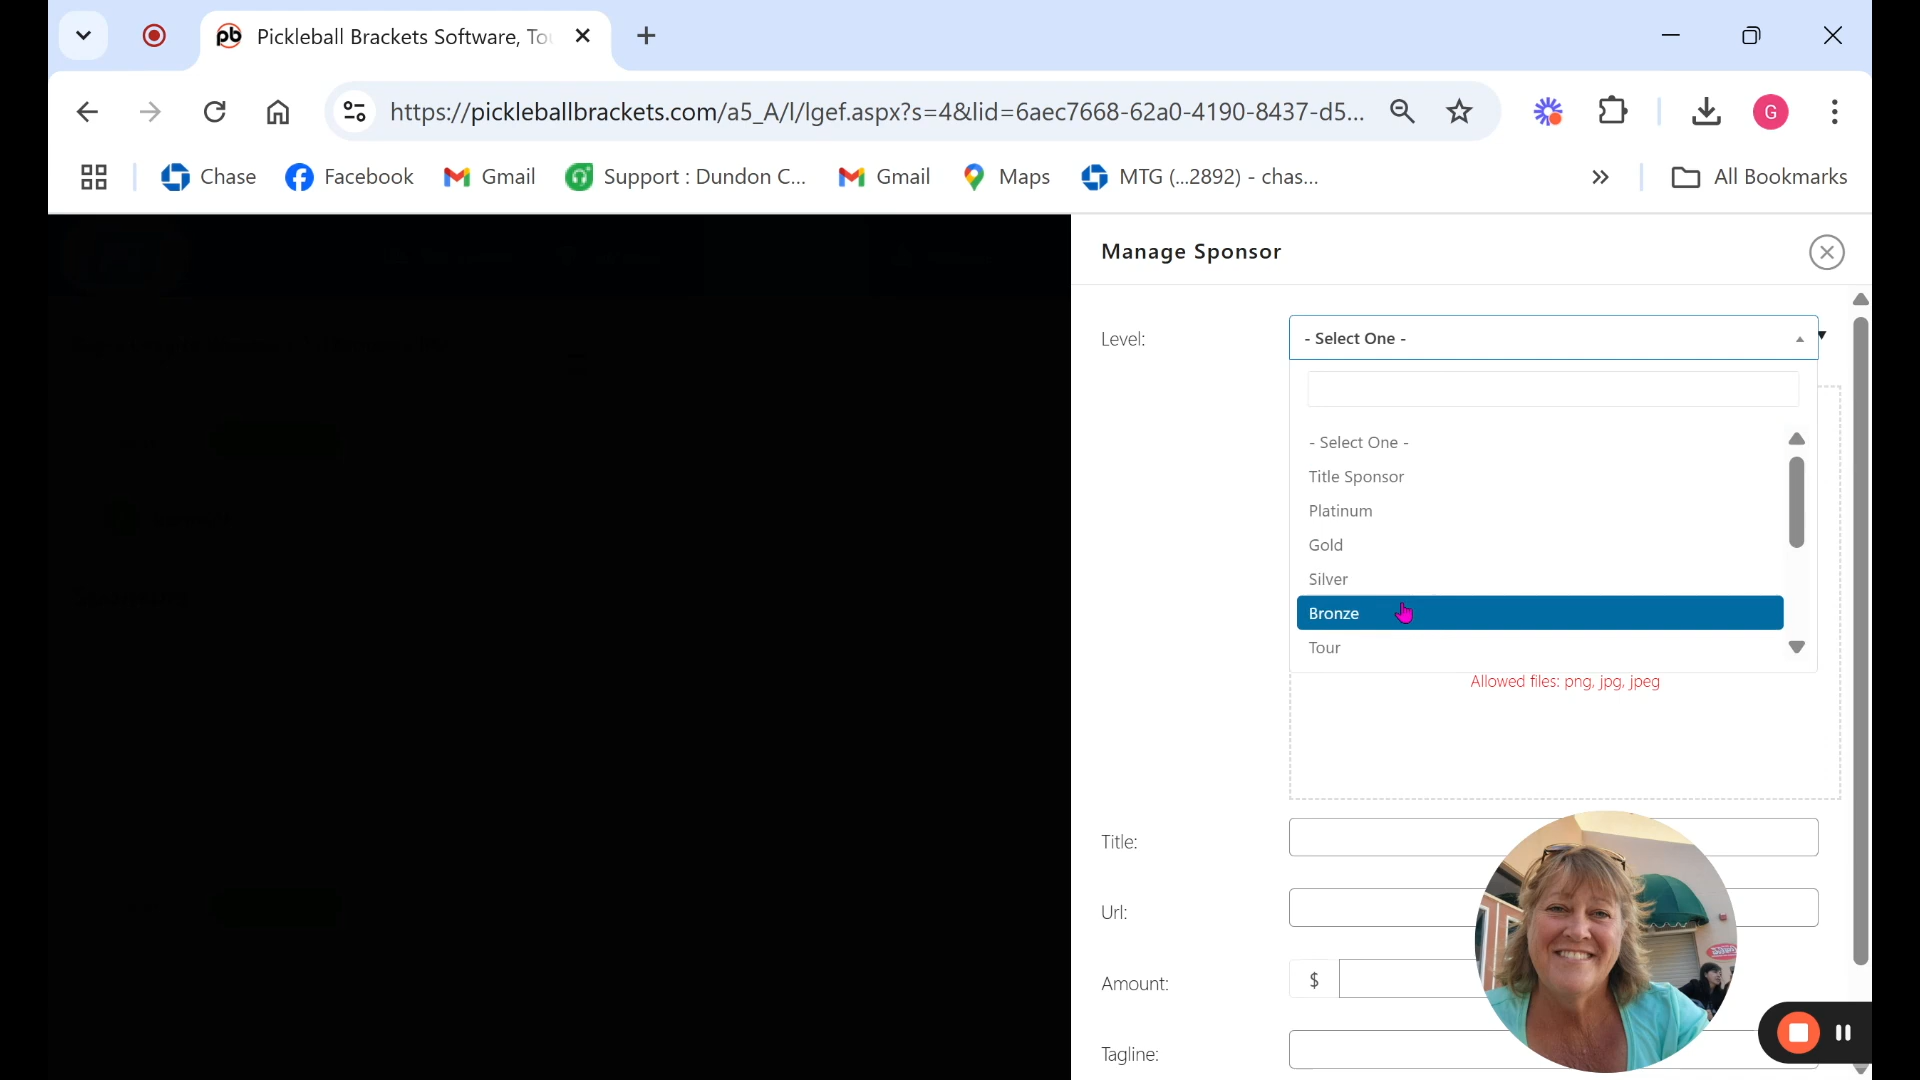 pb Pickleball Brackets Software, To
https://pickleballbrackets.com/a5_A/l/lgef.aspx?s=4&lid=6aec7668-62a0-4190-8437-d5...
G
Chase
Facebook
Gmail
Support : Dundon C...
Gmail
Maps
MTG (...2892) - chas...
»
All Bookmarks
Manage Sponsor
Level:
- Select One -
- Select One -
Title Sponsor
Platinum
Gold
Silver
Bronze
Tour
Allowed files: png, jpg, jpeg
Title:
Url:
Amount:
$
Tagline: